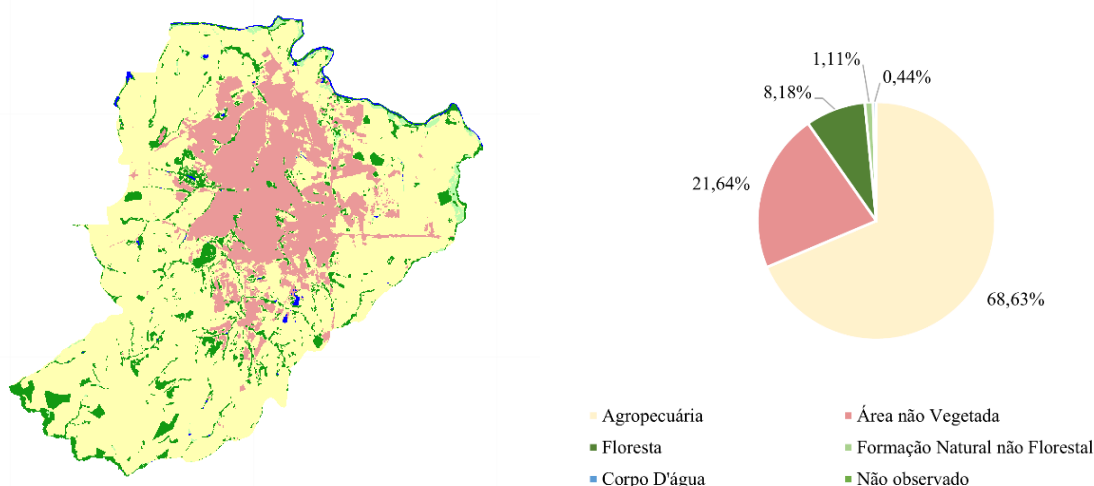 1,11%
0,44%
8,18%
21,64%
68,63%
Agropecuária
Área não Vegetada
Floresta
Formação Natural não Florestal
Corpo D'água
Não observado